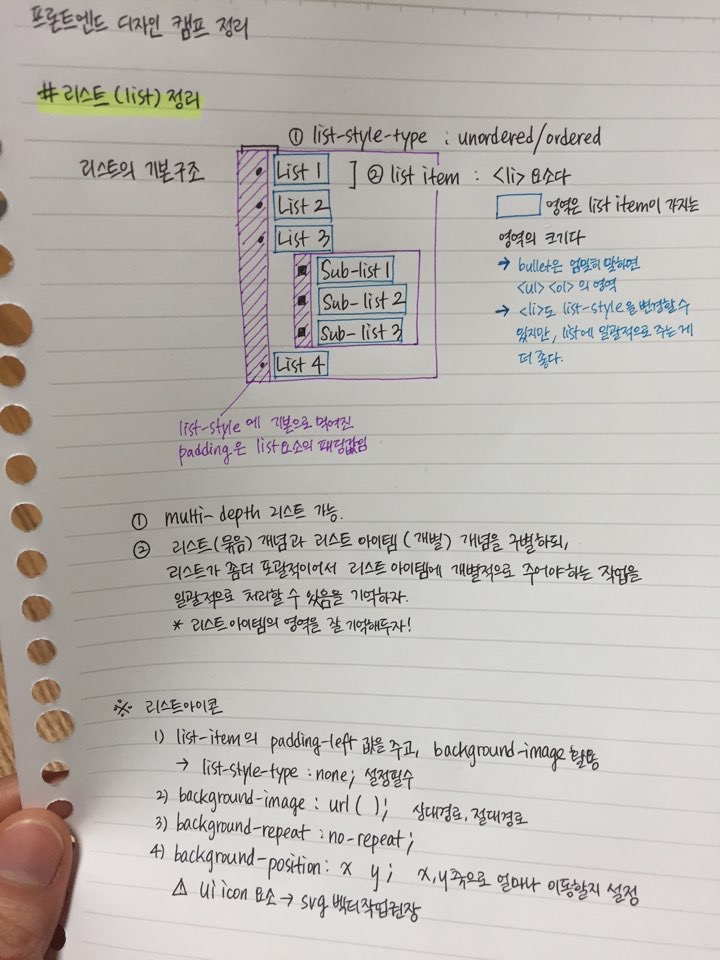 프론트엔드 디자인 캠프 정리
# 리스트(list) 정리
① list-style-type : unordered/ordered
리스트의 기본구조
List 1
② list item : <li> 요소다
List 2
영역은 list item이 가지는
영역의 크기다
List 3
→ bullet은 엄밀히 말하면
<ul> <ol> 의 영역
Sub-list 1
Sub-list 2
Sub-list 3
→ <li>도 list-style을 변경할 수
있지만, list에 일괄적으로 주는 게
더 좋다.
List 4
list-style에 기본으로 먹여진
padding은 list요소의 패딩값임
① multi-depth 리스트 가능.
② 리스트(묶음) 개념과 리스트 아이템(개별) 개념을 구별하되,
리스트가 좀더 포괄적이어서 리스트 아이템에 개별적으로 주어야하는 작업을
일괄적으로 처리할 수 있음을 기억하자.
* 리스트아이템의 영역을 잘 기억해두자!
※ 리스트아이콘
1) list-item의 padding-left 값을 주고, background-image 활용
→ list-style-type : none; 설정필수
2) background-image : url ( ); 상대경로, 절대경로
3) background-repeat : no-repeat;
4) background-position : x y ; x,y축으로 얼마나 이동할지 설정
⚠ ui icon 요소 → svg 벡터작업권장